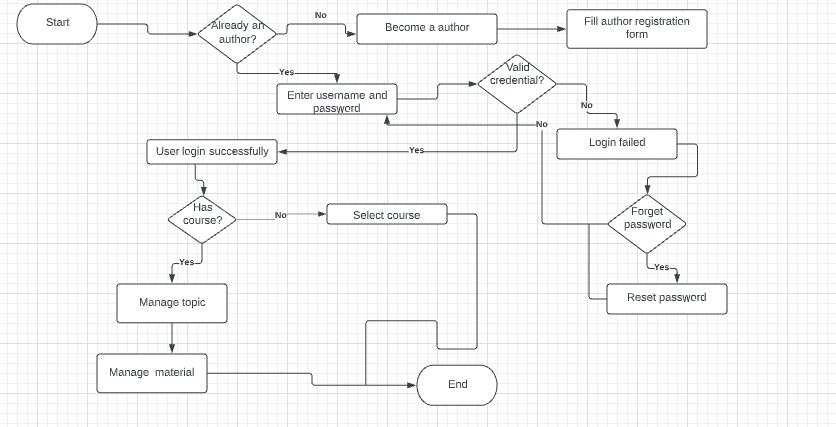 Start
Already an
author?
No
Become a author
Fill author registration
form
Yes
Enter username and
password
Valid
credential?
No
Login failed
No
Yes
User login successfully
Has
course?
No
Select course
Forget
password
Yes
Reset password
Yes
Manage topic
Manage material
End